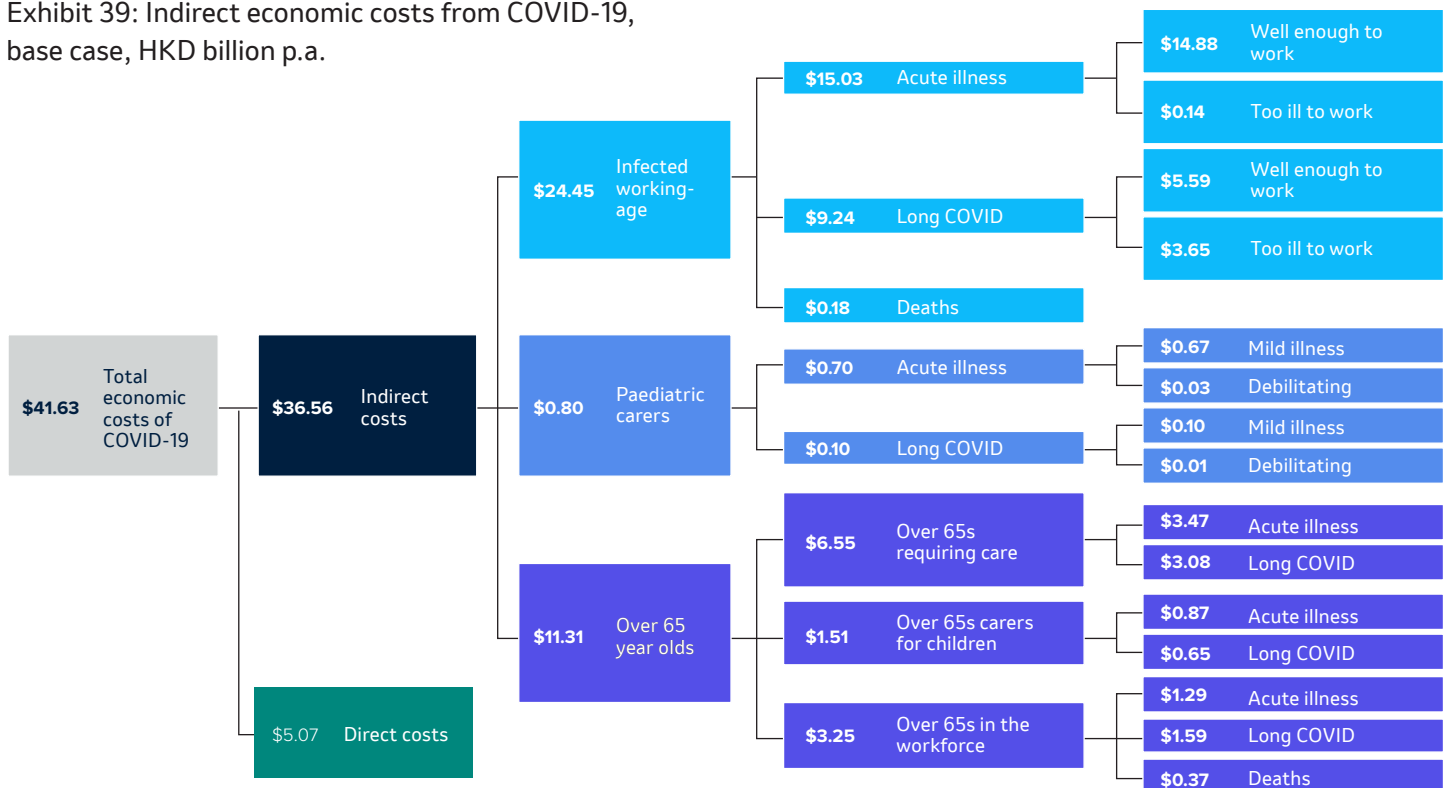 Exhibit 39: Indirect economic costs from COVID-19,
base case, HKD billion p.a.
$41.63
Total
economic
costs of
COVID-19
$36.56
Indirect
costs
$5.07 Direct costs
$24.45
Infected
working-
age
$15.03 Acute illness
$14.88
Well enough to
work
$0.14 Too ill to work
$9.24 Long COVID
$5.59
Well enough to
work
$3.65 Too ill to work
$0.18 Deaths
$0.80
Paediatric
carers
$0.70 Acute illness
$0.67 Mild illness
$0.03 Debilitating
$0.10 Long COVID
$0.10 Mild illness
$0.01 Debilitating
$11.31
Over 65
year olds
$6.55
Over 65s
requiring care
$3.47 Acute illness
$3.08 Long COVID
$1.51
Over 65s carers
for children
$0.87 Acute illness
$0.65 Long COVID
$3.25
Over 65s in the
workforce
$1.29 Acute illness
$1.59 Long COVID
$0.37 Deaths